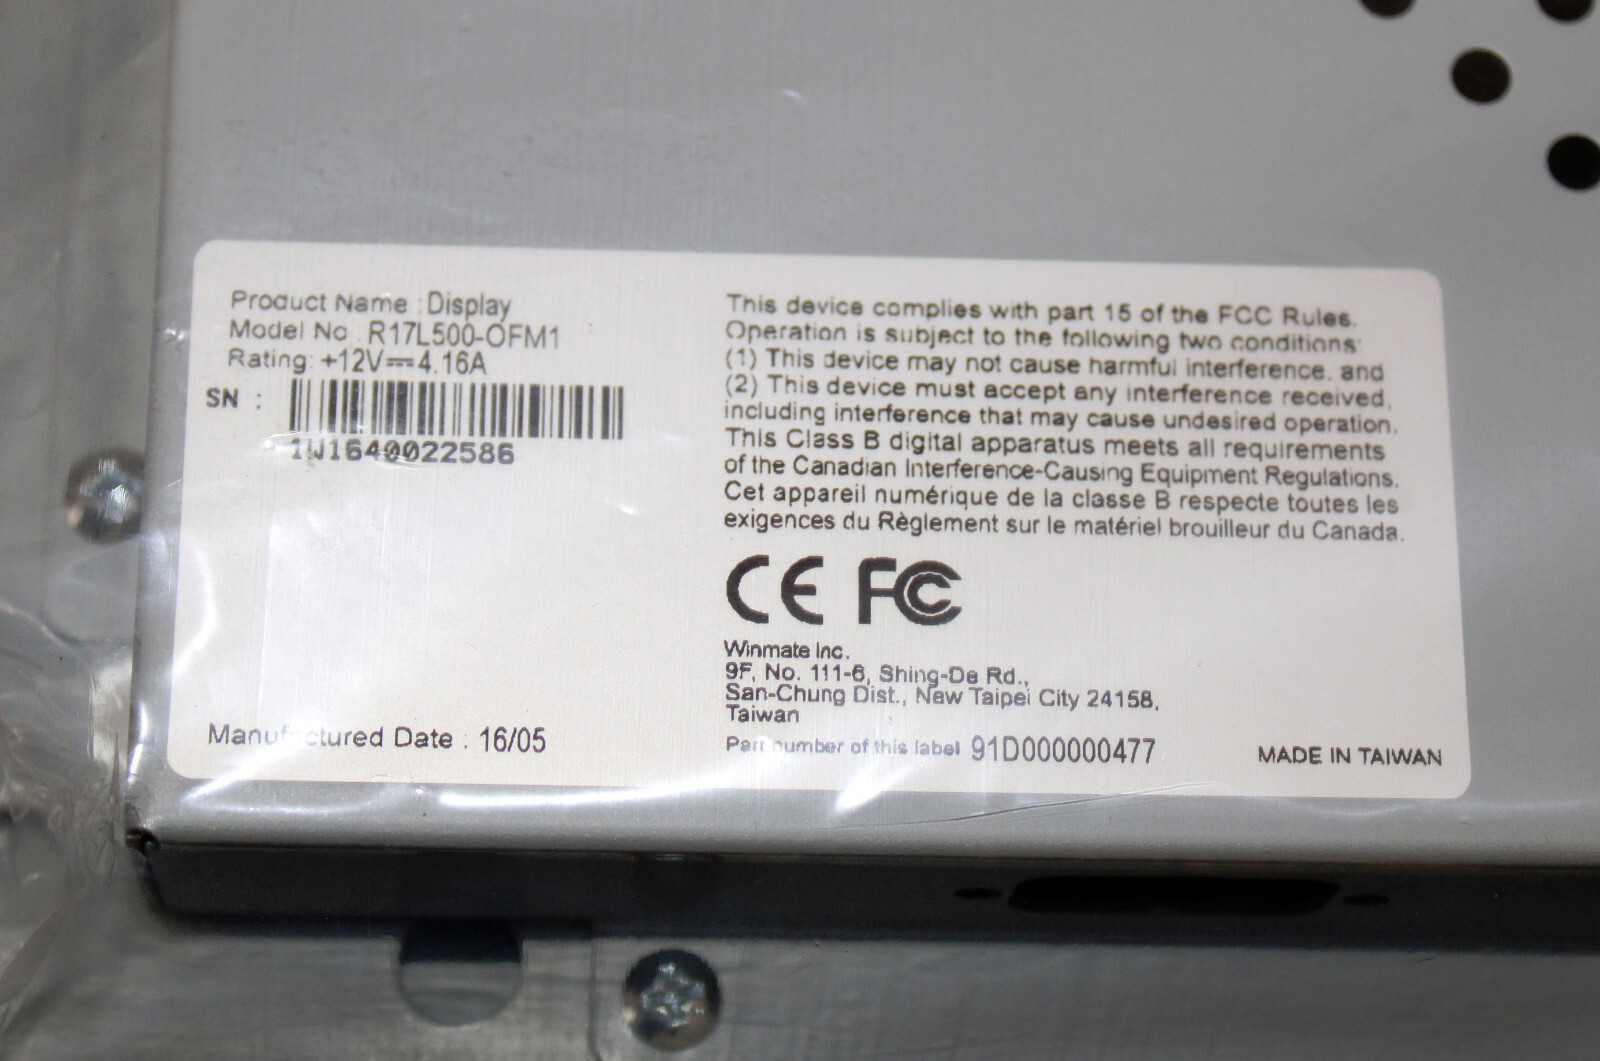 Product Name : Display
Model No. R17L500-OFM1
Rating: +12V⎓4.16A
SN :
1W1640022586
Manufactured Date : 16/05
This device complies with part 15 of the FCC Rules.
Operation is subject to the following two conditions:
(1) This device may not cause harmful interference. and
(2) This device must accept any interference received,
including interference that may cause undesired operation.
This Class B digital apparatus meets all requirements
of the Canadian Interference-Causing Equipment Regulations.
Cet appareil numérique de la classe B respecte toutes les
exigences du Règlement sur le matériel brouilleur du Canada.
CE FC
Winmate Inc.
9F, No. 111-6, Shing-De Rd.,
San-Chung Dist., New Taipei City 24158,
Taiwan
Part number of this label 91D000000477
MADE IN TAIWAN